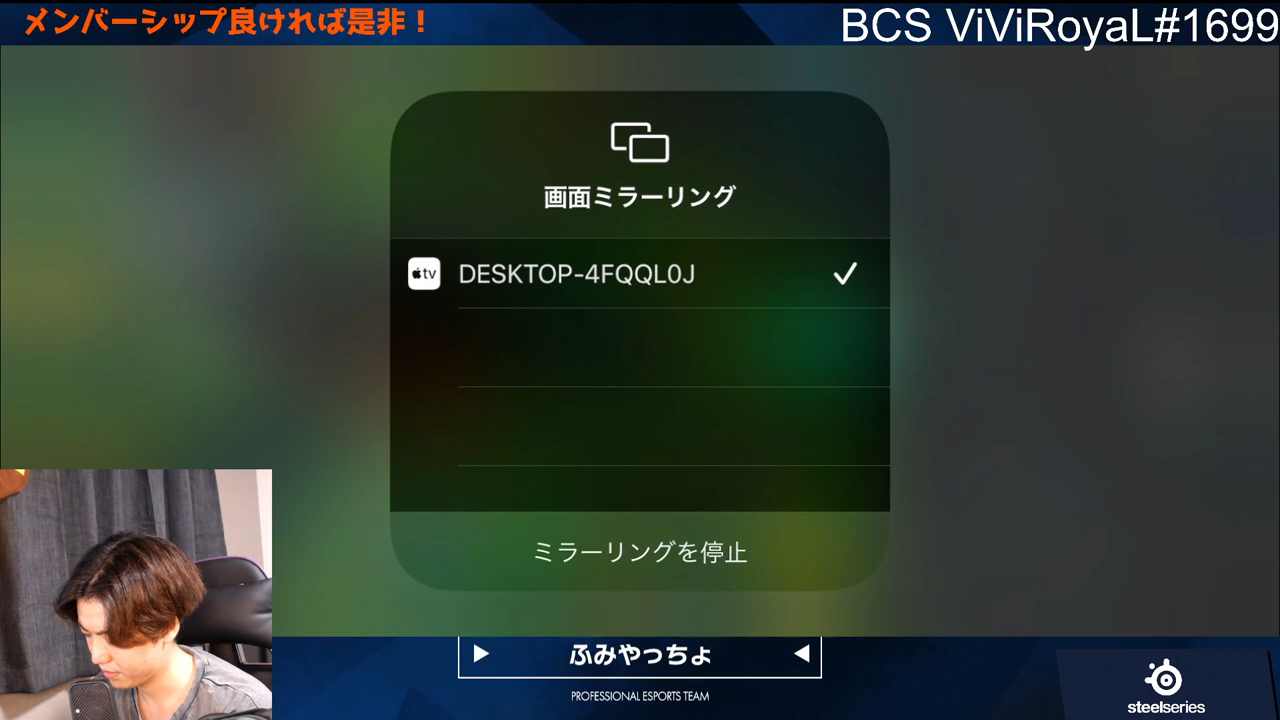 メンバーシップ良ければ是非！
BCS ViViRoyaL#1699
画面ミラーリング
tv
DESKTOP-4FQQL0J
ミラーリングを停止
ふみやっちょ
PROFESSIONAL ESPORTS TEAM
steelseries